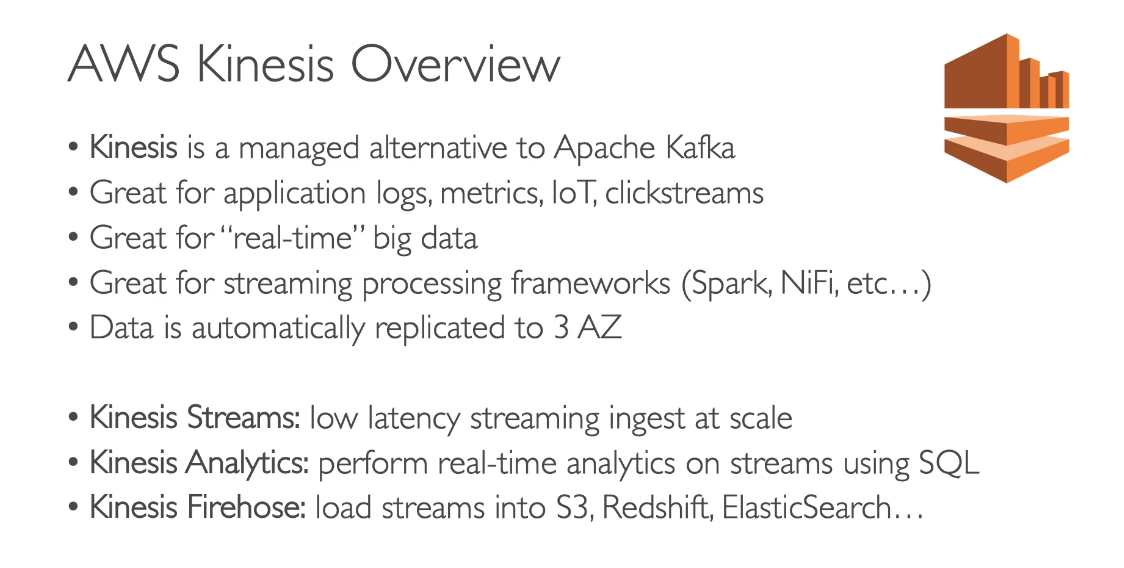 AWS Kinesis Overview
• Kinesis is a managed alternative to Apache Kafka
• Great for application logs, metrics, IoT, clickstreams
• Great for “real-time” big data
• Great for streaming processing frameworks (Spark, NiFi, etc…)
• Data is automatically replicated to 3 AZ
• Kinesis Streams: low latency streaming ingest at scale
• Kinesis Analytics: perform real-time analytics on streams using SQL
• Kinesis Firehose: load streams into S3, Redshift, ElasticSearch…